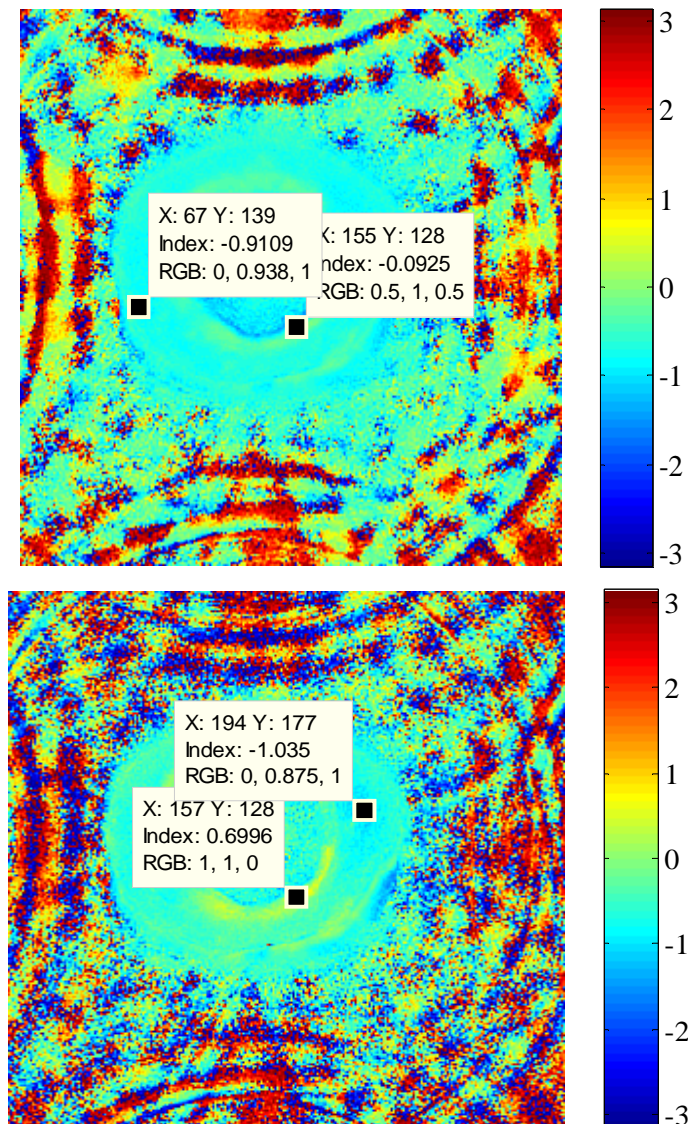 X: 67 Y: 139
Index: -0.9109
RGB: 0, 0.938, 1
X: 155 Y: 128
ndex: -0.0925
RGB: 0.5, 1, 0.5
3
2
1
0
-1
-2
-3
X: 194 Y: 177
Index: -1.035
RGB: 0, 0.875, 1
X: 157 Y: 128
Index: 0.6996
RGB: 1, 1, 0
3
2
1
0
-1
-2
-3